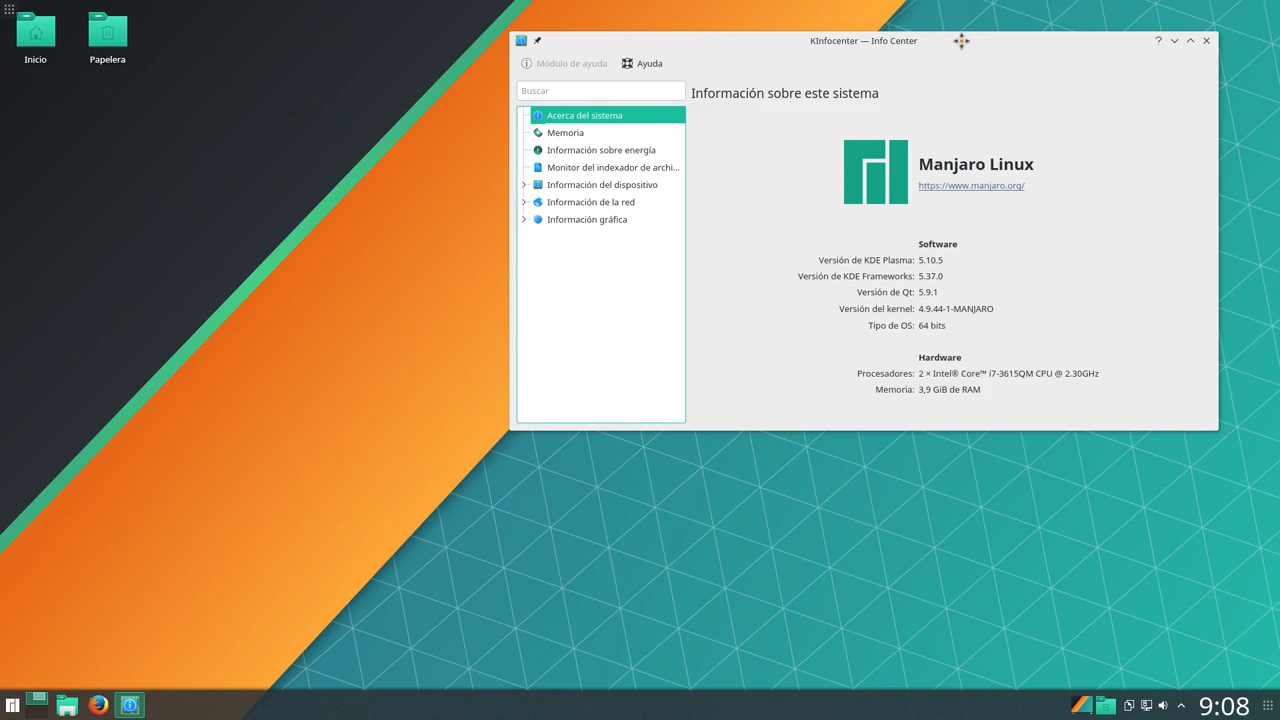 Inicio
Papelera
KInfocenter — Info Center
Módulo de ayuda
Ayuda
Buscar
Acerca del sistema
Memoria
Información sobre energía
Monitor del indexador de archi...
Información del dispositivo
Información de la red
Información gráfica
Información sobre este sistema
Manjaro Linux
https://www.manjaro.org/
Software
Versión de KDE Plasma: 5.10.5
Versión de KDE Frameworks: 5.37.0
Versión de Qt: 5.9.1
Versión del kernel: 4.9.44-1-MANJARO
Tipo de OS: 64 bits
Hardware
Procesadores: 2 × Intel® Core™ i7-3615QM CPU @ 2.30GHz
Memoria: 3,9 GiB de RAM
9:08